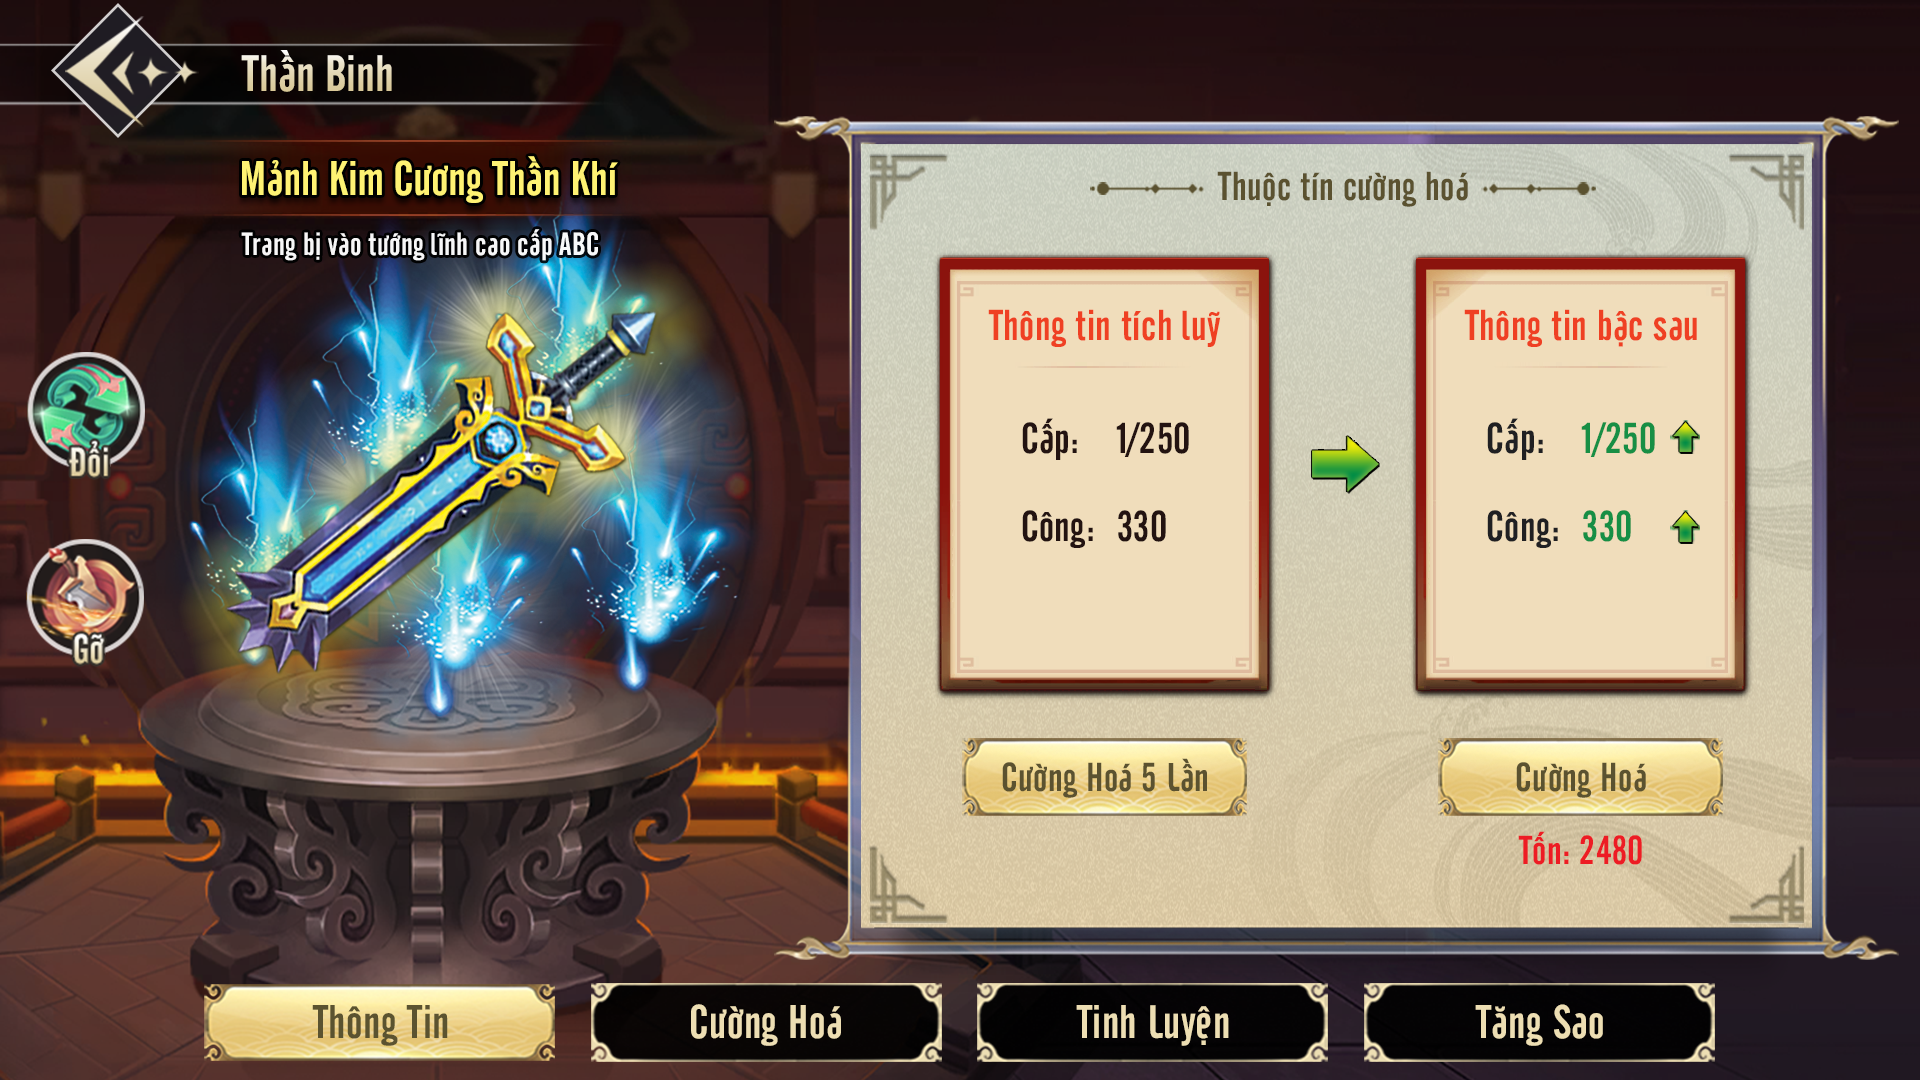 Thần Binh
Mảnh Kim Cương Thần Khí
Trang bị vào tướng lĩnh cao cấp ABC
Đổi
Gỡ
Thuộc tín cường hoá
Thông tin tích luỹ
Cấp: 1/250
Công: 330
Thông tin bậc sau
Cấp: 1/250
Công: 330
Cường Hoá 5 Lần
Cường Hoá
Tốn: 2480
Thông Tin
Cường Hoá
Tinh Luyện
Tăng Sao